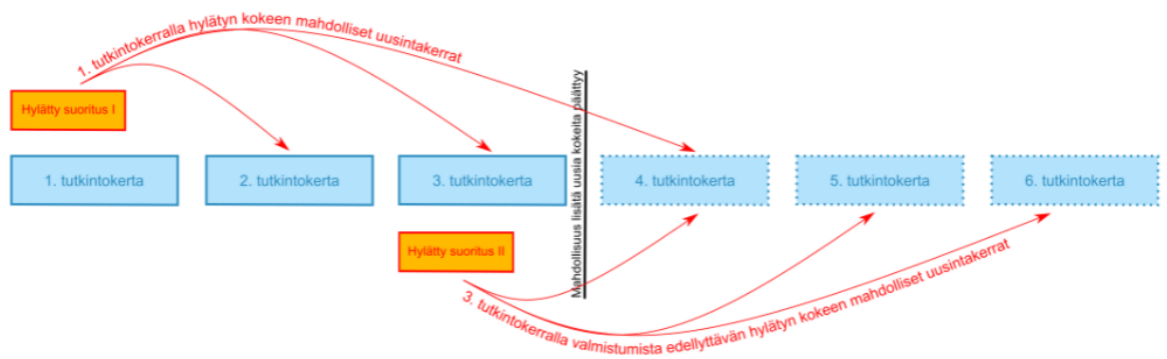 1. tutkintokerralla hylätyn kokeen mahdolliset uusintakerrat
Hylätty suoritus I
Mahdollisuus lisätä uusia kokeita päättyy
1. tutkintokerta
2. tutkintokerta
3. tutkintokerta
4. tutkintokerta
5. tutkintokerta
6. tutkintokerta
Hylätty suoritus II
3. tutkintokerralla valmistumista edellyttävän hylätyn kokeen mahdolliset uusintakerrat